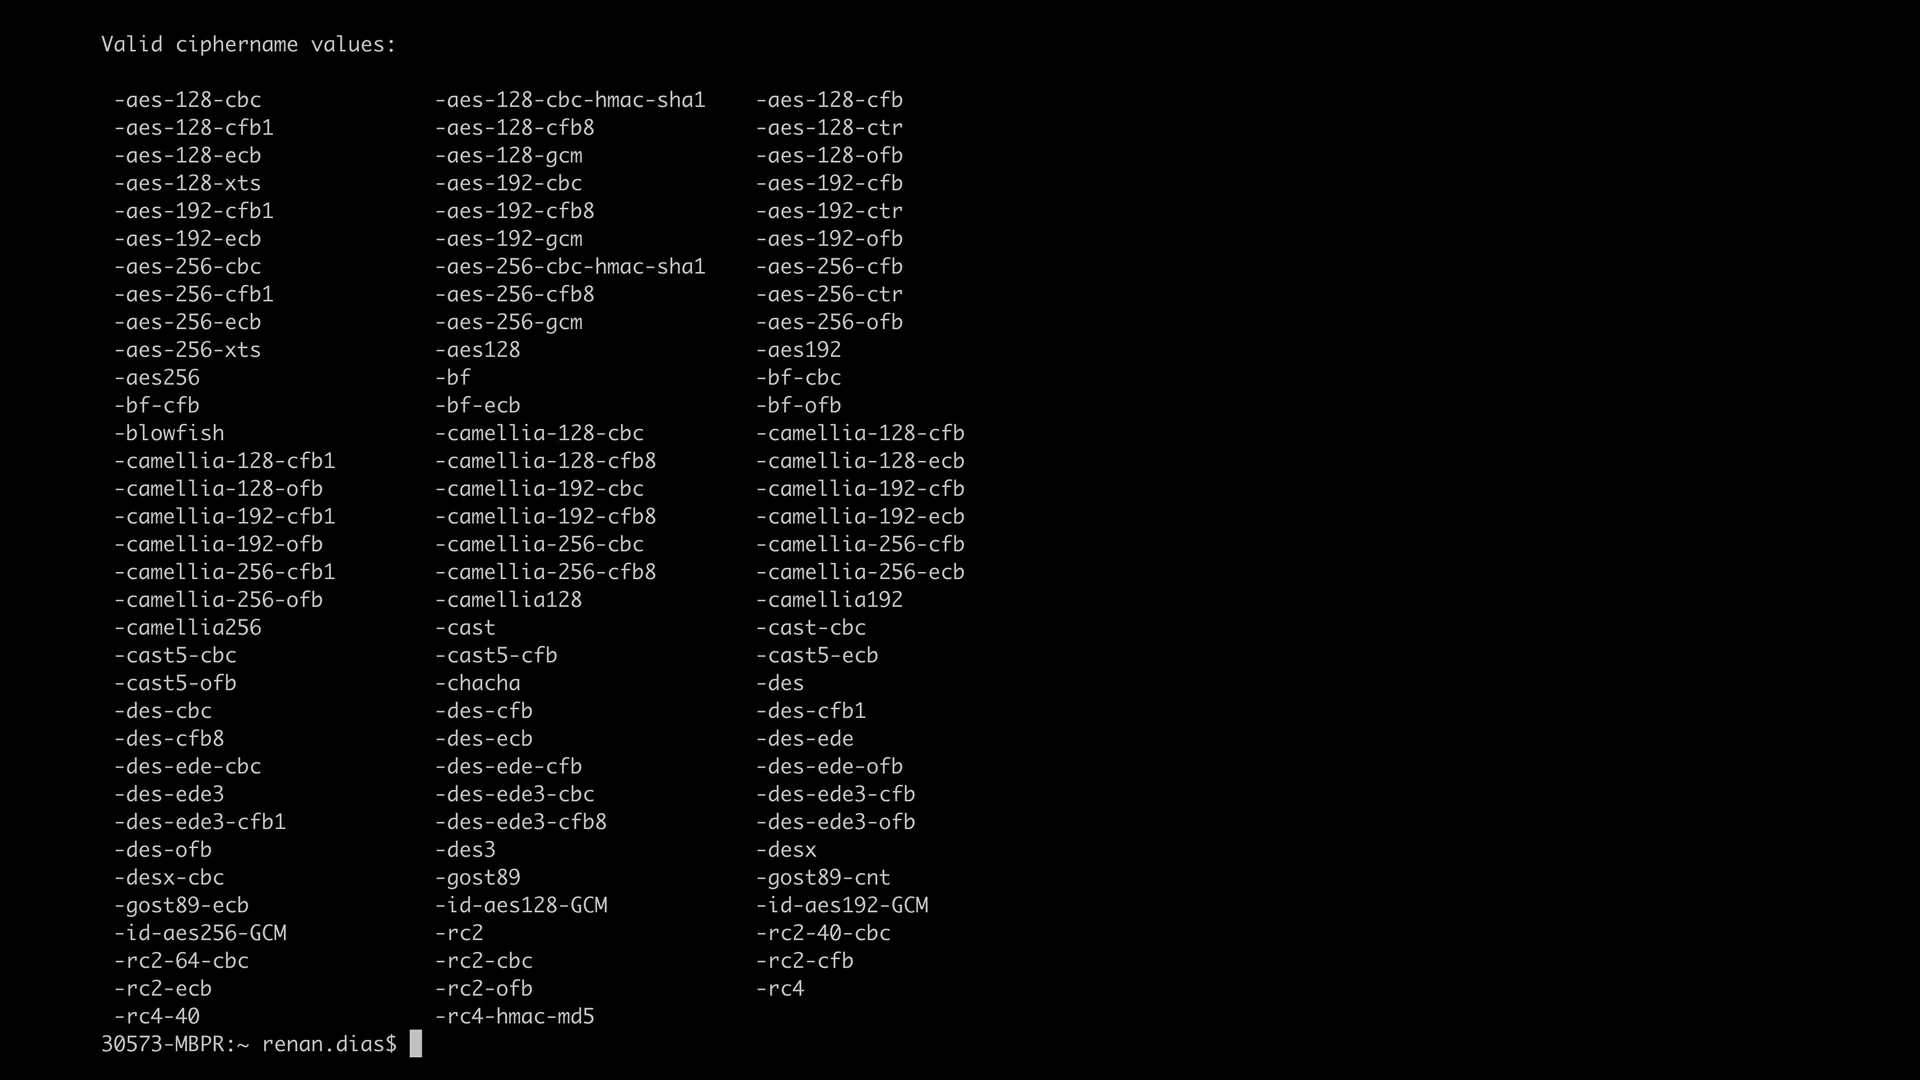 Valid ciphername values:
-aes-128-cbc -aes-128-cbc-hmac-sha1 -aes-128-cfb
-aes-128-cfb1 -aes-128-cfb8 -aes-128-ctr
-aes-128-ecb -aes-128-gcm -aes-128-ofb
-aes-128-xts -aes-192-cbc -aes-192-cfb
-aes-192-cfb1 -aes-192-cfb8 -aes-192-ctr
-aes-192-ecb -aes-192-gcm -aes-192-ofb
-aes-256-cbc -aes-256-cbc-hmac-sha1 -aes-256-cfb
-aes-256-cfb1 -aes-256-cfb8 -aes-256-ctr
-aes-256-ecb -aes-256-gcm -aes-256-ofb
-aes-256-xts -aes128 -aes192
-aes256 -bf -bf-cbc
-bf-cfb -bf-ecb -bf-ofb
-blowfish -camellia-128-cbc -camellia-128-cfb
-camellia-128-cfb1 -camellia-128-cfb8 -camellia-128-ecb
-camellia-128-ofb -camellia-192-cbc -camellia-192-cfb
-camellia-192-cfb1 -camellia-192-cfb8 -camellia-192-ecb
-camellia-192-ofb -camellia-256-cbc -camellia-256-cfb
-camellia-256-cfb1 -camellia-256-cfb8 -camellia-256-ecb
-camellia-256-ofb -camellia128 -camellia192
-camellia256 -cast -cast-cbc
-cast5-cbc -cast5-cfb -cast5-ecb
-cast5-ofb -chacha -des
-des-cbc -des-cfb -des-cfb1
-des-cfb8 -des-ecb -des-ede
-des-ede-cbc -des-ede-cfb -des-ede-ofb
-des-ede3 -des-ede3-cbc -des-ede3-cfb
-des-ede3-cfb1 -des-ede3-cfb8 -des-ede3-ofb
-des-ofb -des3 -desx
-desx-cbc -gost89 -gost89-cnt
-gost89-ecb -id-aes128-GCM -id-aes192-GCM
-id-aes256-GCM -rc2 -rc2-40-cbc
-rc2-64-cbc -rc2-cbc -rc2-cfb
-rc2-ecb -rc2-ofb -rc4
-rc4-40 -rc4-hmac-md5
30573-MBPR:~ renan.dias$